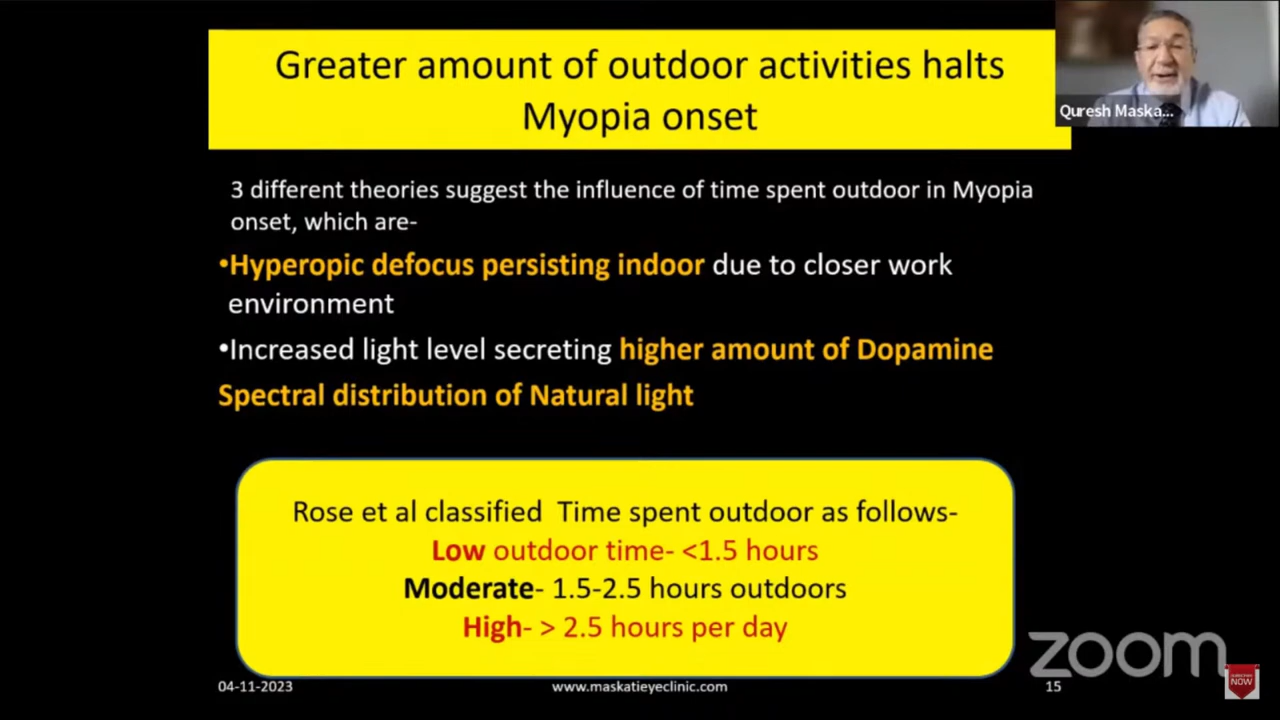 Greater amount of outdoor activities halts
Myopia onset
Quresh Maska...
3 different theories suggest the influence of time spent outdoor in Myopia
onset, which are-
•Hyperopic defocus persisting indoor due to closer work
environment
•Increased light level secreting higher amount of Dopamine
Spectral distribution of Natural light
Rose et al classified Time spent outdoor as follows-
Low outdoor time- <1.5 hours
Moderate- 1.5-2.5 hours outdoors
High- > 2.5 hours per day
zoom
04-11-2023
www.maskatieyeclinic.com
15
SUBSCRIBE
NOW